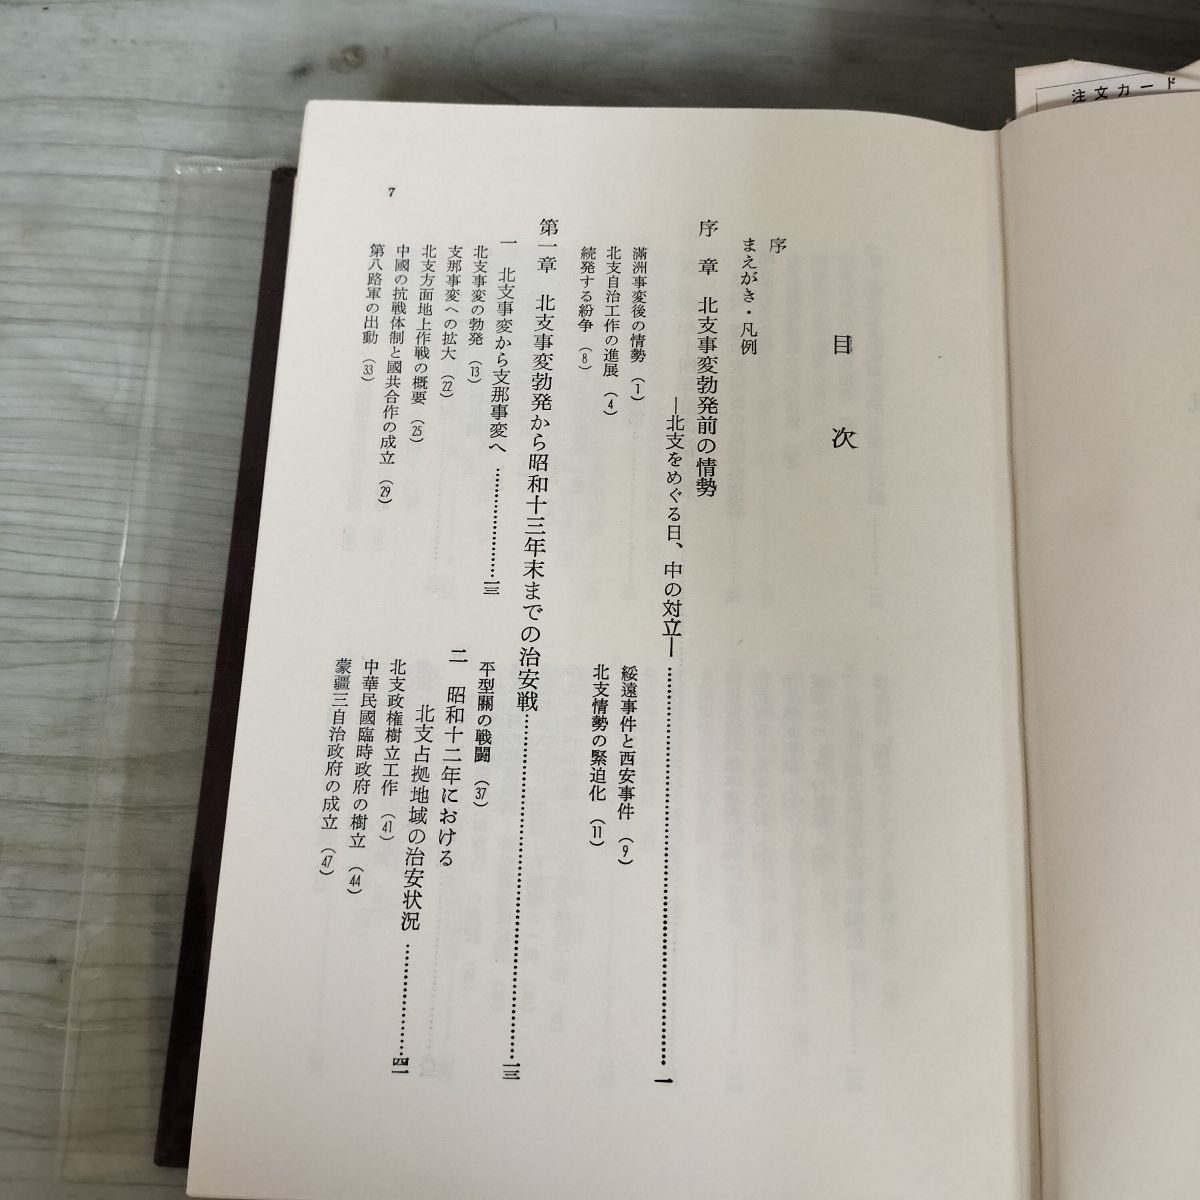 注文カード
目次
序
まえがき・凡例
序章 北支事変勃発前の情勢
―北支をめぐる日、中の対立―……一
滿洲事変後の情勢 (1)
北支自治工作の進展 (4)
続発する紛争 (8)
綏遠事件と西安事件 (9)
北支情勢の緊迫化 (11)
第一章 北支事変勃発から昭和十三年末までの治安戦……一三
一 北支事変から支那事変へ……一三
北支事変の勃発 (13)
支那事変への拡大 (22)
北支方面地上作戦の概要 (25)
中國の抗戦体制と國共合作の成立 (29)
第八路軍の出動 (33)
平型關の戦闘 (37)
二 昭和十二年における
北支占拠地域の治安状況……四一
北支政権樹立工作 (41)
中華民國臨時政府の樹立 (44)
蒙疆三自治政府の成立 (47)
7